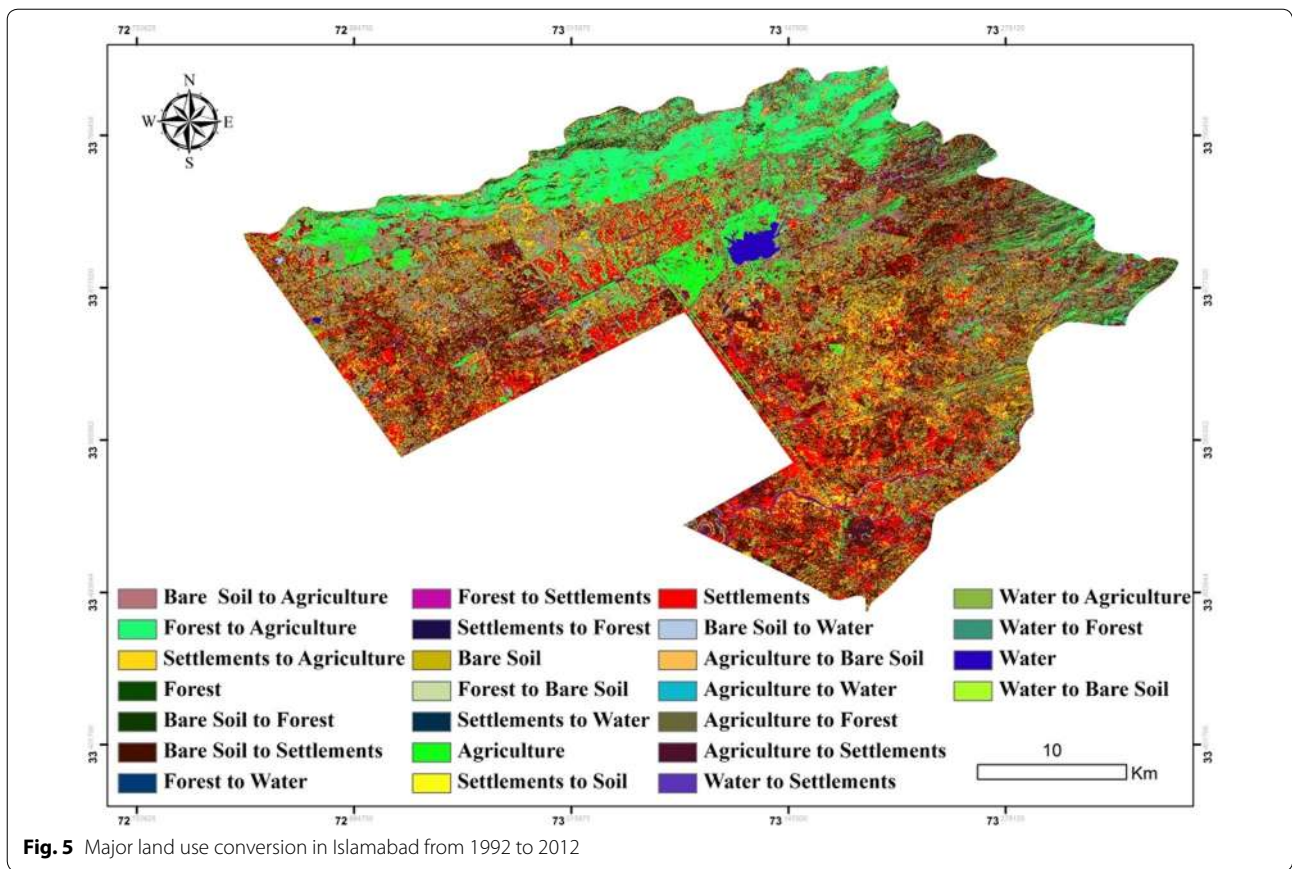 72 73 73 73
N
W E
S
33 33
33 33
33 33
33 33
33 33
Bare Soil to Agriculture
Forest to Agriculture
Settlements to Agriculture
Forest
Bare Soil to Forest
Bare Soil to Settlements
Forest to Water
Forest to Settlements
Settlements to Forest
Bare Soil
Forest to Bare Soil
Settlements to Water
Agriculture
Settlements to Soil
Settlements
Bare Soil to Water
Agriculture to Bare Soil
Agriculture to Water
Agriculture to Forest
Agriculture to Settlements
Water to Settlements
Water to Agriculture
Water to Forest
Water
Water to Bare Soil
10
Km
72 72 73 73 73
Fig. 5 Major land use conversion in Islamabad from 1992 to 2012